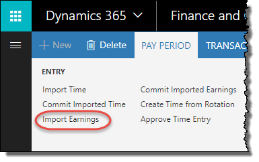 Dynamics 365 Finance and
+ New Delete PAY PERIOD TRANSAC
ENTRY
Import Time Commit Imported Earnings
Commit Imported Time Create Time from Rotation
Import Earnings Approve Time Entry